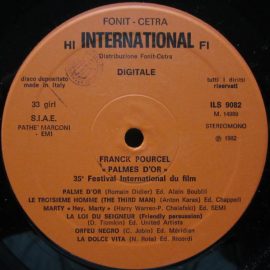 FONIT - CETRA
HI INTERNATIONAL FI
Distribuzione Fonit-Cetra
DIGITALE
disco depositato
made in Italy
tutti i diritti
riservati
33 giri
ILS 9082
M. 14989
S.I.A.E.
STEREOMONO
PATHE' MARCONI
- EMI
℗ 1982
FRANCK POURCEL
« PALMES D'OR »
35e Festival International du film
PALME D'OR (Romain Didier) Ed. Alain Boublil
LE TROISIEME HOMME (THE THIRD MAN) (Anton Karas) Ed. Chappell
MARTY « Hey, Marty » (Harry Warren-P. Chaiafski) Ed. SEMI
LA LOI DU SEIGNEUR (Friendly persuasion)
(D. Tiomkin) Ed. United Artists
ORFEU NEGRO (C. Jobim) Ed. Méridian
LA DOLCE VITA (N. Rota) Ed. Ricordi